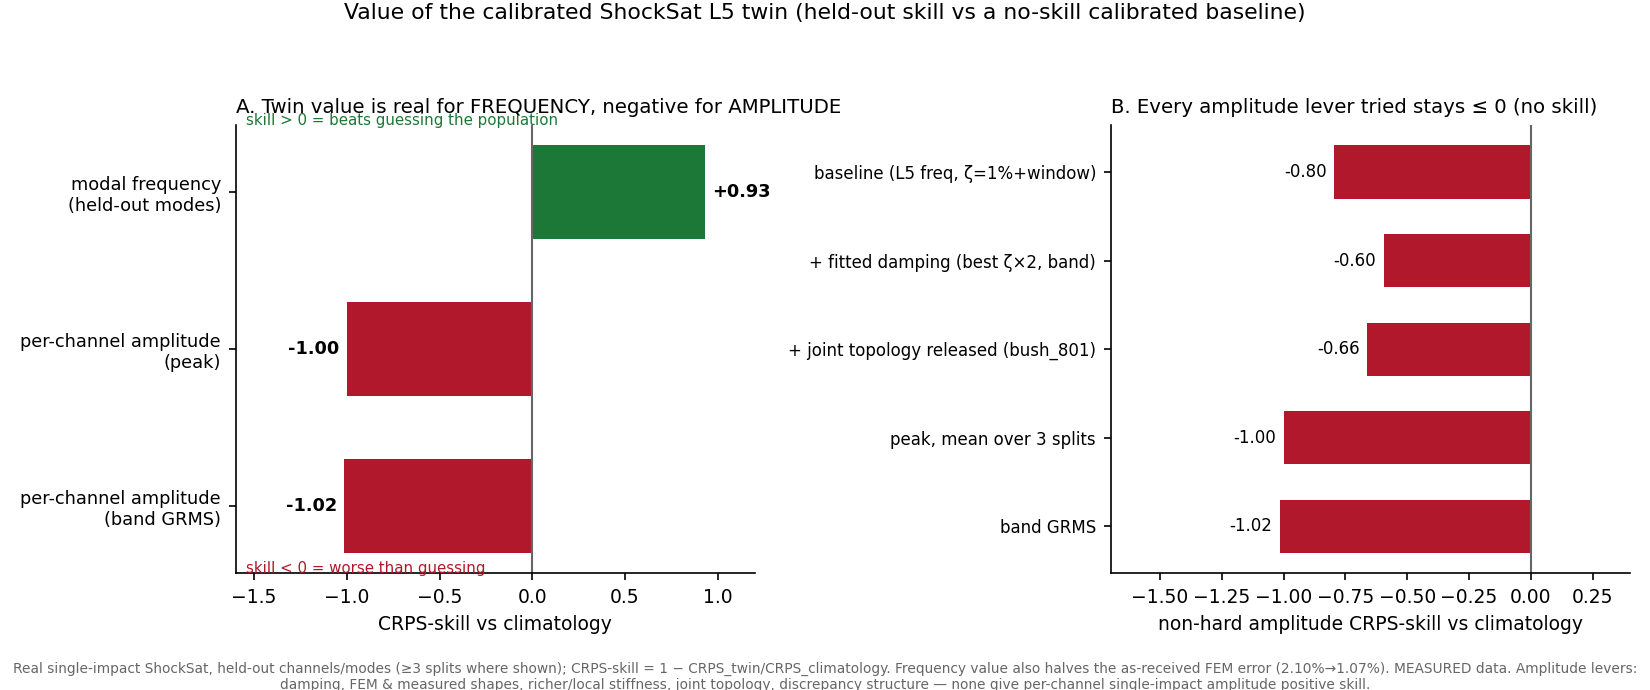 Value of the calibrated ShockSat L5 twin (held-out skill vs a no-skill calibrated baseline)
A. Twin value is real for FREQUENCY, negative for AMPLITUDE
skill > 0 = beats guessing the population
modal frequency
(held-out modes)
+0.93
per-channel amplitude
(peak)
-1.00
per-channel amplitude
(band GRMS)
-1.02
skill < 0 = worse than guessing
−1.5 −1.0 −0.5 0.0 0.5 1.0
CRPS-skill vs climatology
B. Every amplitude lever tried stays ≤ 0 (no skill)
baseline (L5 freq, ζ=1%+window)
-0.80
+ fitted damping (best ζ×2, band)
-0.60
+ joint topology released (bush_801)
-0.66
peak, mean over 3 splits
-1.00
band GRMS
-1.02
−1.50 −1.25 −1.00 −0.75 −0.50 −0.25 0.00 0.25
non-hard amplitude CRPS-skill vs climatology
Real single-impact ShockSat, held-out channels/modes (≥3 splits where shown); CRPS-skill = 1 − CRPS_twin/CRPS_climatology. Frequency value also halves the as-received FEM error (2.10%→1.07%). MEASURED data. Amplitude levers:
damping, FEM & measured shapes, richer/local stiffness, joint topology, discrepancy structure — none give per-channel single-impact amplitude positive skill.